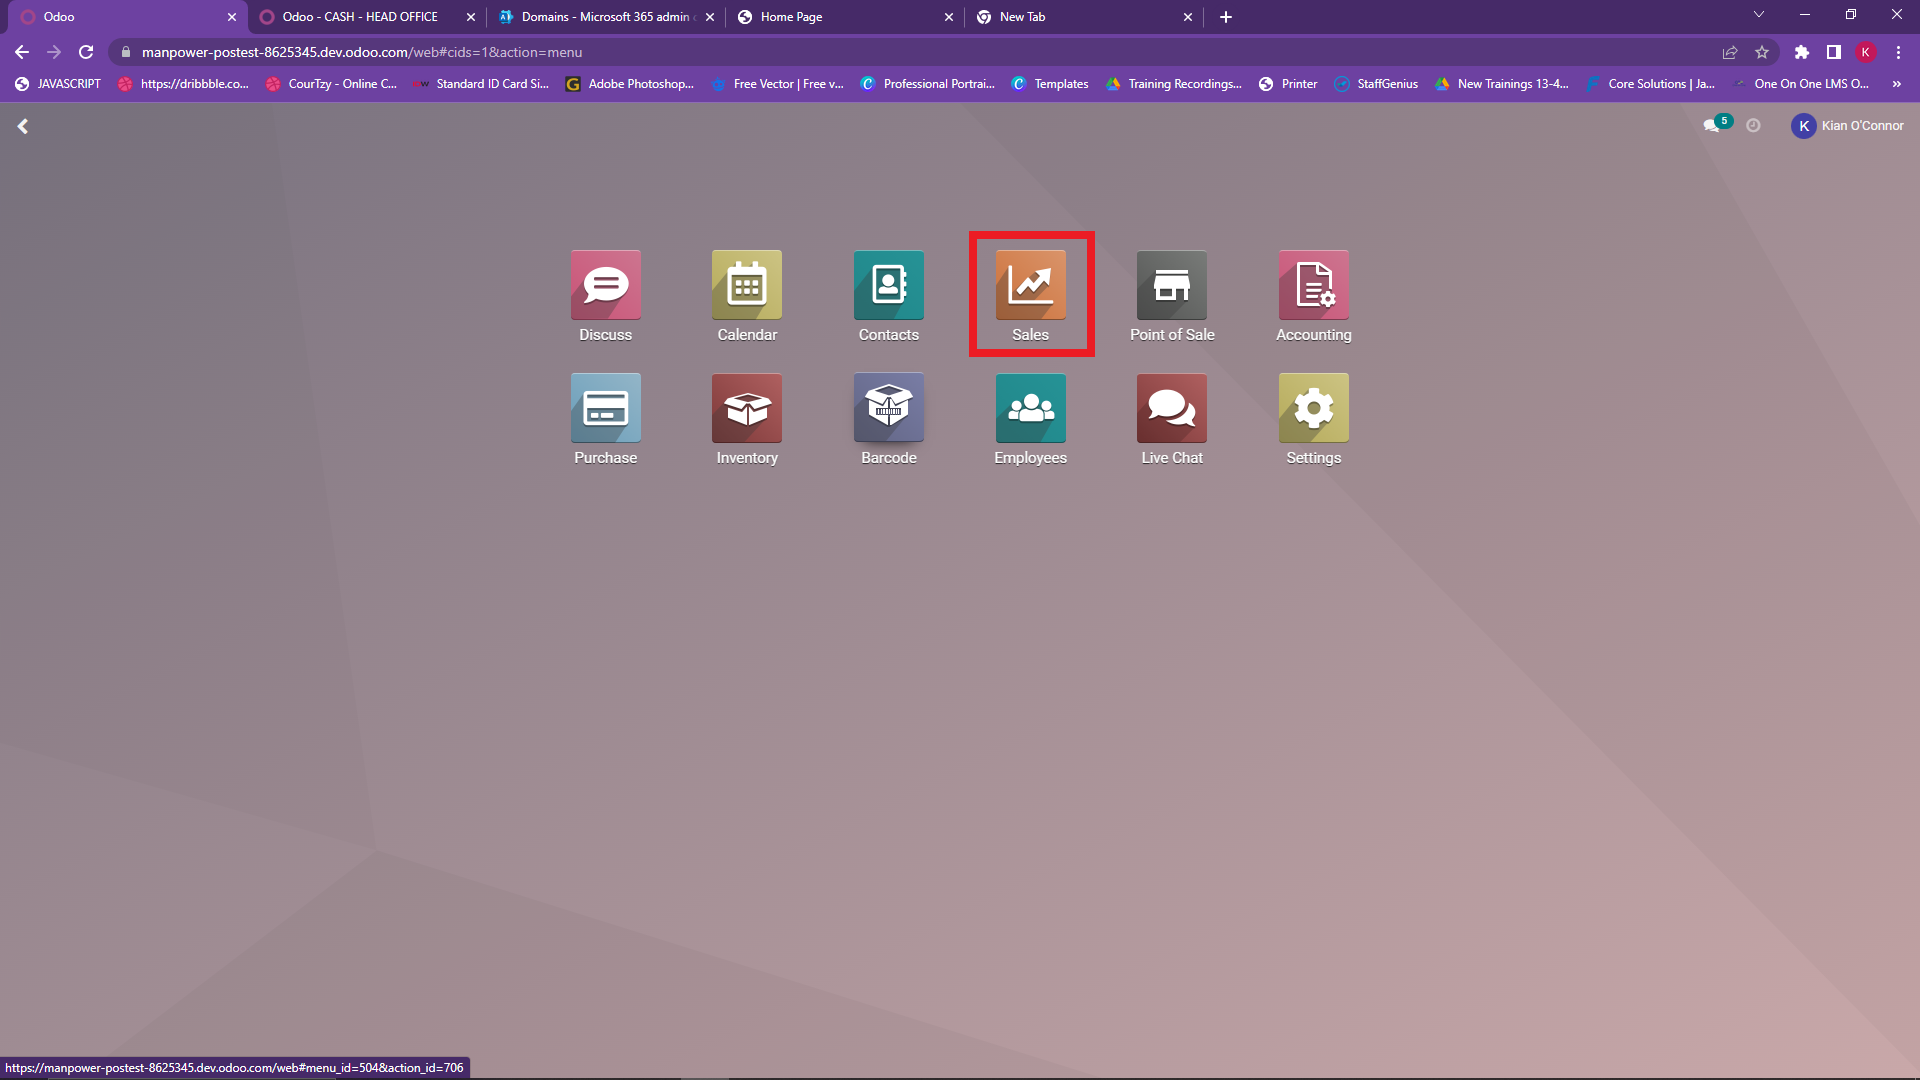 Odoo
Odoo - CASH - HEAD OFFICE
Domains - Microsoft 365 admin
Home Page
New Tab
manpower-postest-8625345.dev.odoo.com/web#cids=1&action=menu
K
JAVASCRIPT
https://dribbble.co...
CourTzy - Online C...
Standard ID Card Si...
G
Adobe Photoshop...
Free Vector | Free v...
C
Professional Portrai...
C
Templates
Training Recordings...
Printer
StaffGenius
New Trainings 13-4...
Core Solutions | Ja...
One On One LMS O...
»
5
K
Kian O'Connor
Discuss
Calendar
Contacts
Sales
Point of Sale
Accounting
Purchase
Inventory
Barcode
Employees
Live Chat
Settings
https://manpower-postest-8625345.dev.odoo.com/web#menu_id=504&action_id=706